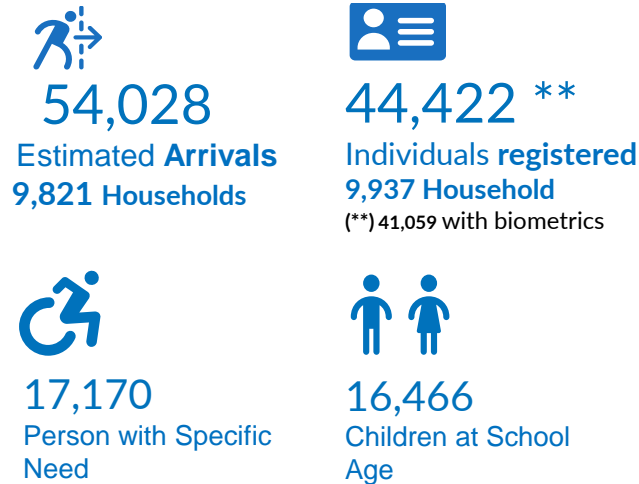 54,028
Estimated Arrivals
9,821 Households
44,422 **
Individuals registered
9,937 Household
(**) 41,059 with biometrics
17,170
Person with Specific
Need
16,466
Children at School
Age